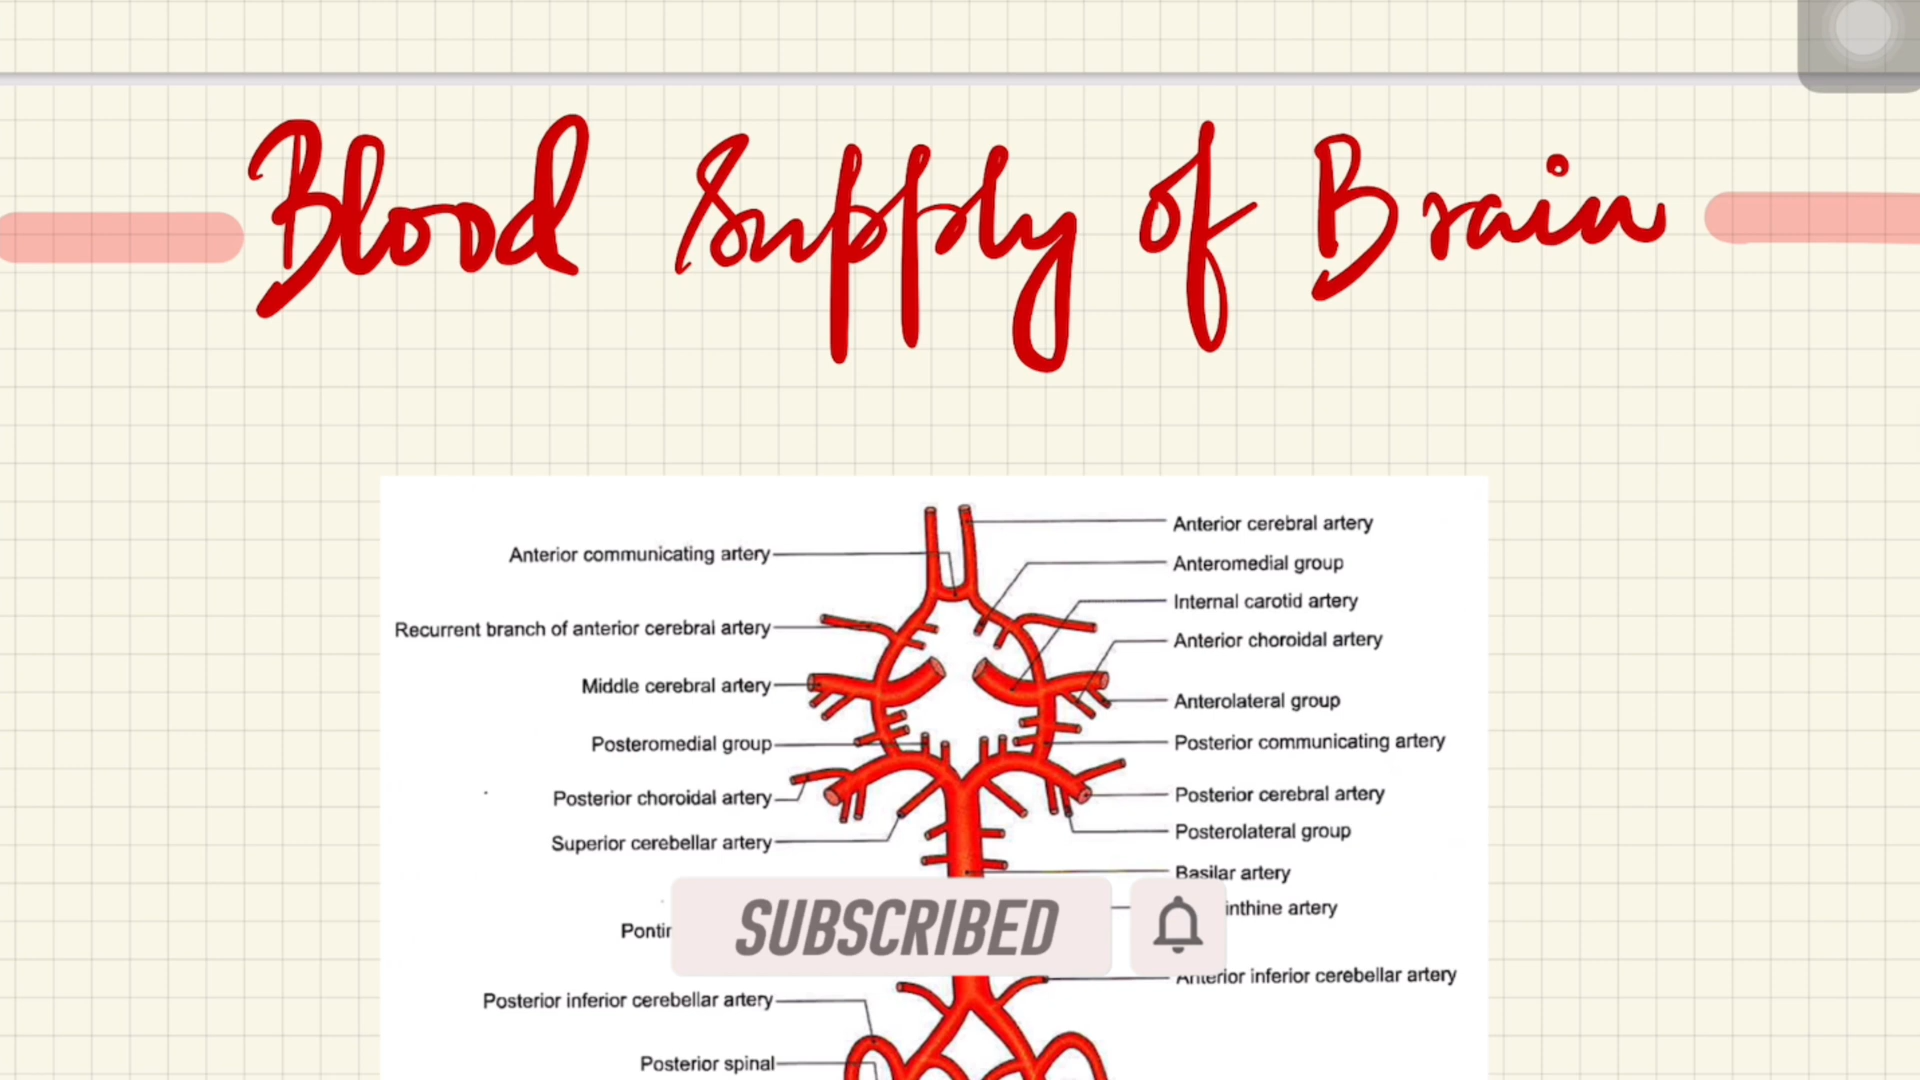 Blood Supply of Brain
Anterior cerebral artery
Anterior communicating artery
Anteromedial group
Internal carotid artery
Recurrent branch of anterior cerebral artery
Anterior choroidal artery
Middle cerebral artery
Anterolateral group
Posteromedial group
Posterior communicating artery
Posterior choroidal artery
Posterior cerebral artery
Posterolateral group
Superior cerebellar artery
Basilar artery
inthine artery
SUBSCRIBED
Anterior inferior cerebellar artery
Posterior inferior cerebellar artery
Posterior spinal